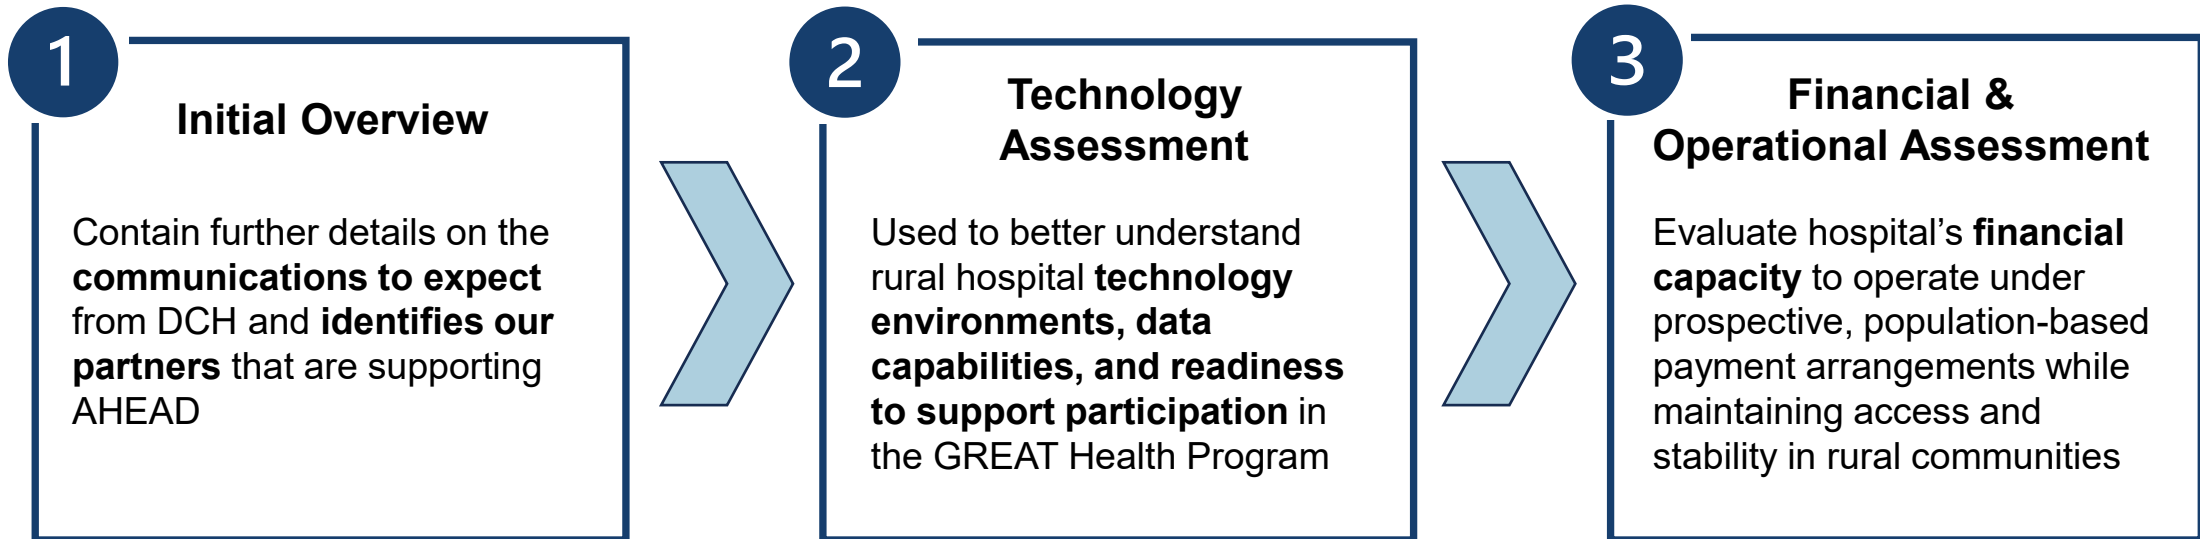 1
Initial Overview
Contain further details on the
communications to expect
from DCH and identifies our
partners that are supporting
AHEAD
2
Technology
Assessment
Used to better understand
rural hospital technology
environments, data
capabilities, and readiness
to support participation in
the GREAT Health Program
3
Financial &
Operational Assessment
Evaluate hospital’s financial
capacity to operate under
prospective, population-based
payment arrangements while
maintaining access and
stability in rural communities